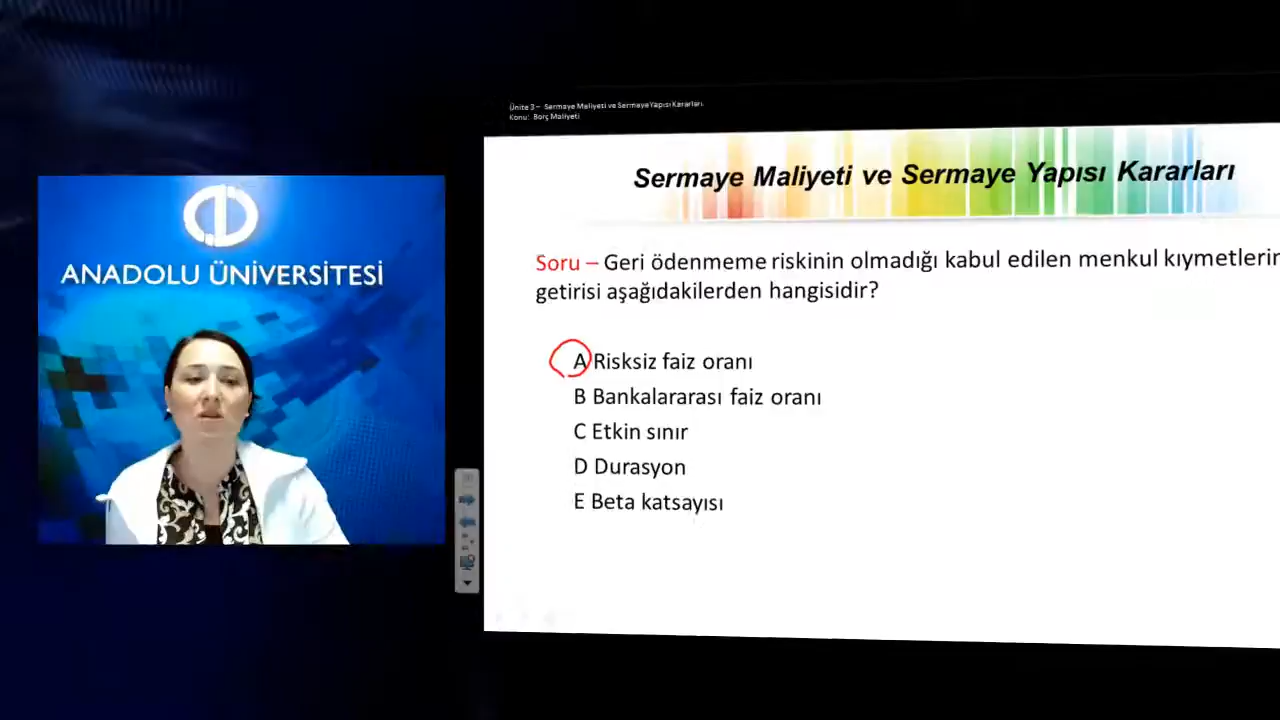 Ünite 3 – Sermaye Maliyeti ve Sermaye Yapısı Kararları
Konu: Borç Maliyeti
Sermaye Maliyeti ve Sermaye Yapısı Kararları
ANADOLU ÜNİVERSİTESİ
Soru – Geri ödenmeme riskinin olmadığı kabul edilen menkul kıymetlerin
getirisi aşağıdakilerden hangisidir?
A Risksiz faiz oranı
B Bankalararası faiz oranı
C Etkin sınır
D Durasyon
E Beta katsayısı